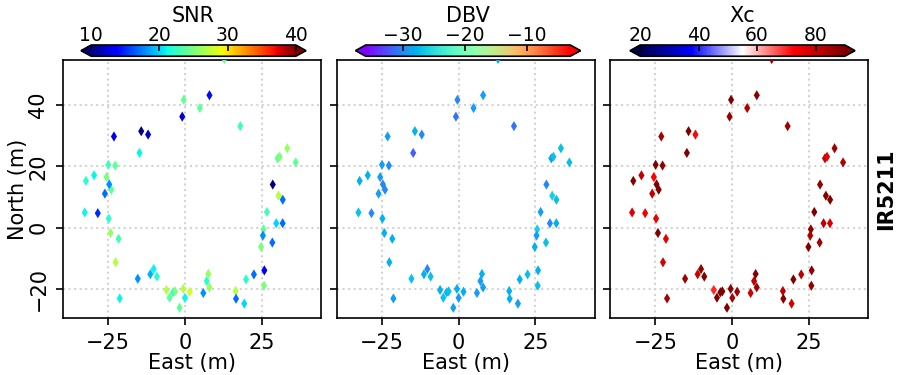 SNR DBV Xc
10 20 30 40 −30 −20 −10 20 40 60 80
North (m)
40
20
0
−20
−25 0 25 −25 0 25 −25 0 25
East (m) East (m) East (m)
IR5211